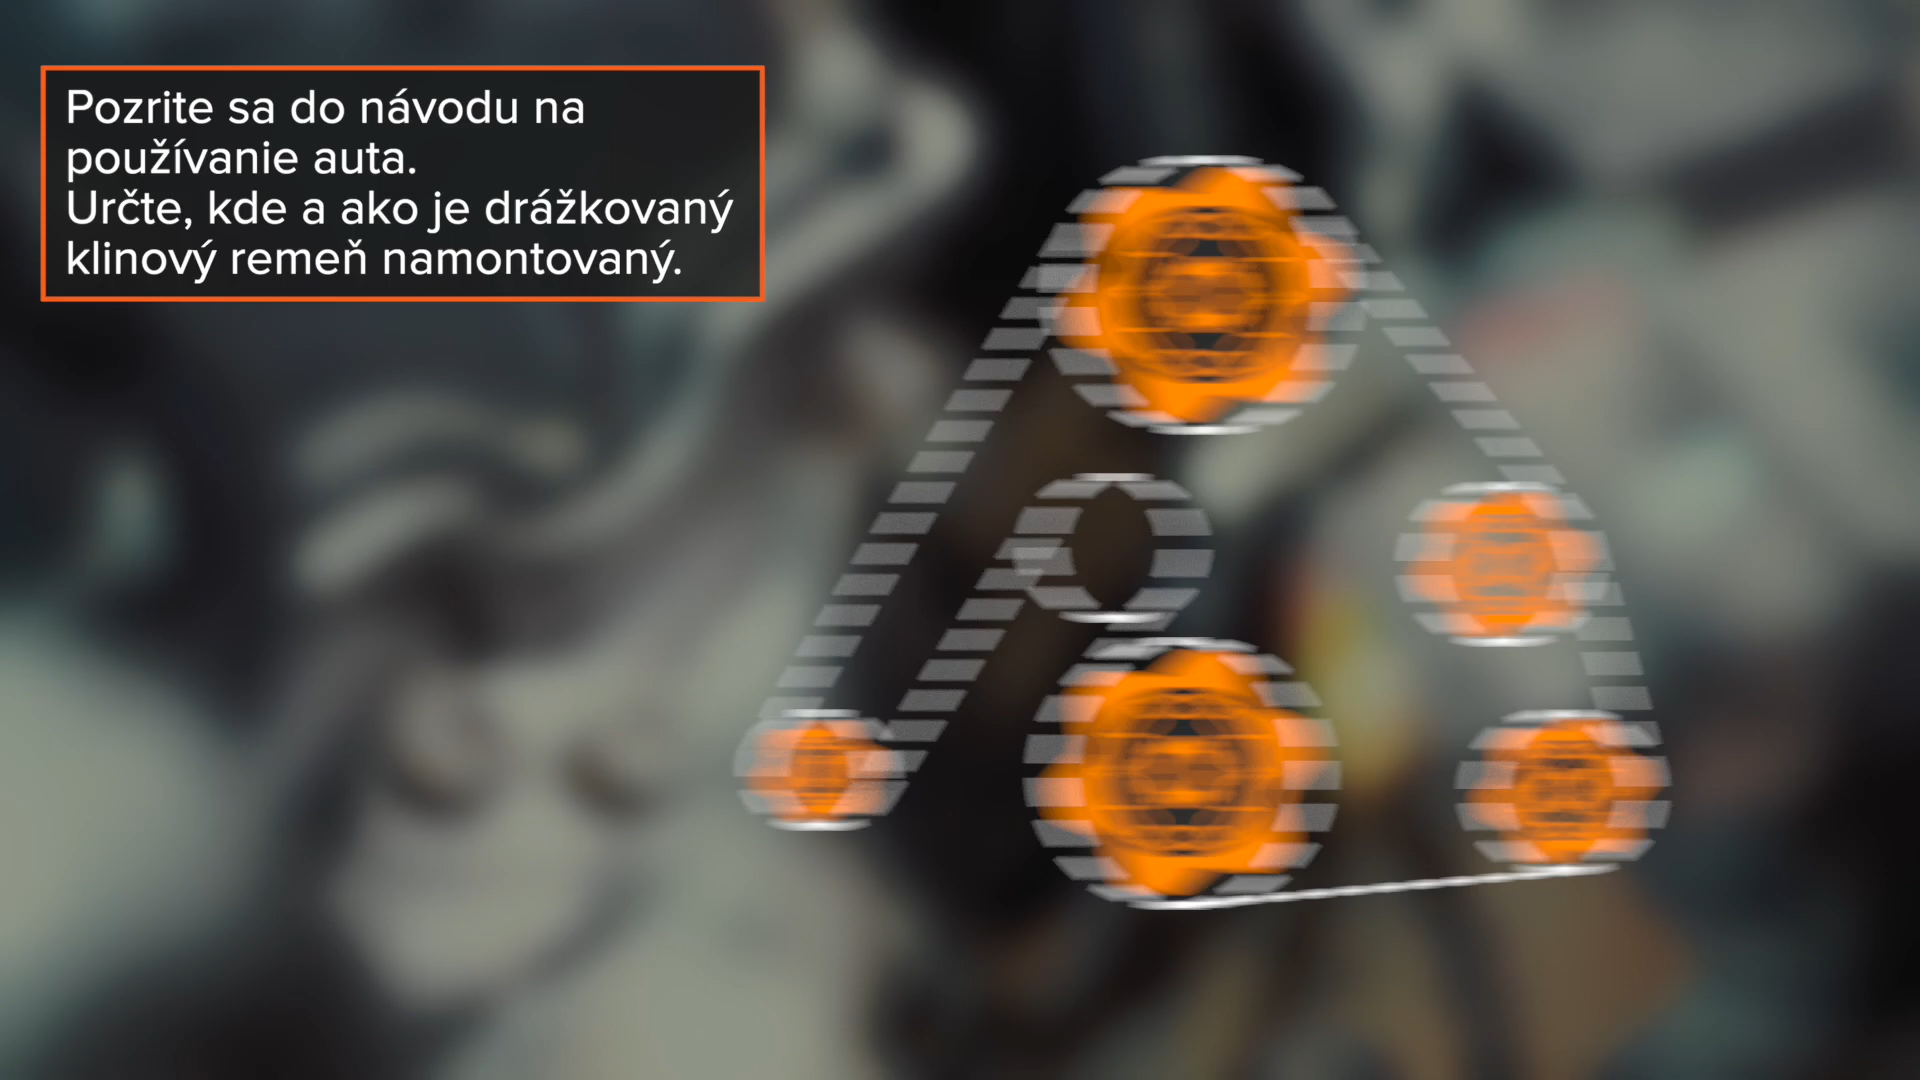 Pozrite sa do návodu na
používanie auta.
Určte, kde a ako je drážkovaný
klinový remeň namontovaný.